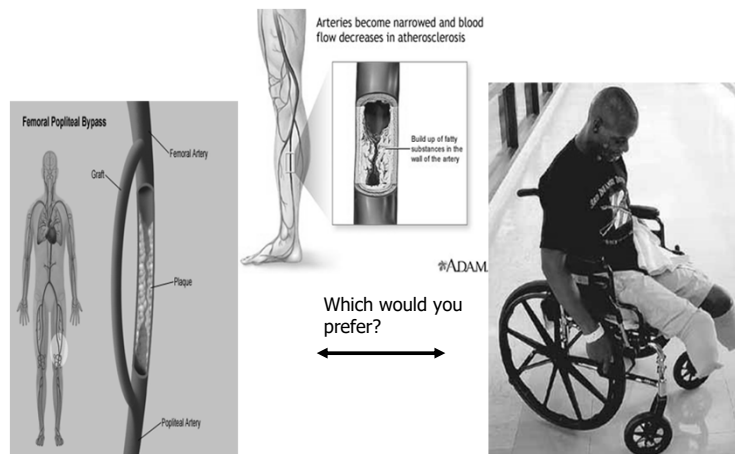 Arteries become narrowed and blood
flow decreases in atherosclerosis
Build up of fatty
substances in the
wall of the artery
ADAM.
Femoral Popliteal Bypass
Femoral Artery
Graft
Plaque
Popliteal Artery
Which would you
prefer?